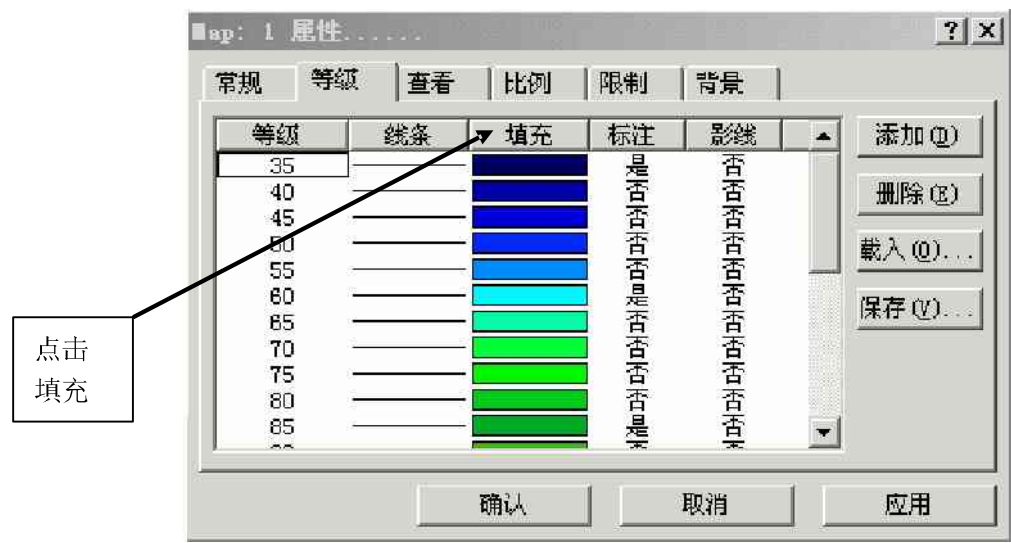 Map: 1 属性......
? X
常规 等级 查看 比例 限制 背景
等级 线条 填充 标注 影线
35 是 否
40 否 否
45 否 否
50 否 否
55 否 否
60 是 否
65 否 否
70 否 否
75 否 否
80 否 否
85 是 否
添加(D)
删除(E)
載入(O)...
保存(V)...
点击
填充
确认 取消 应用